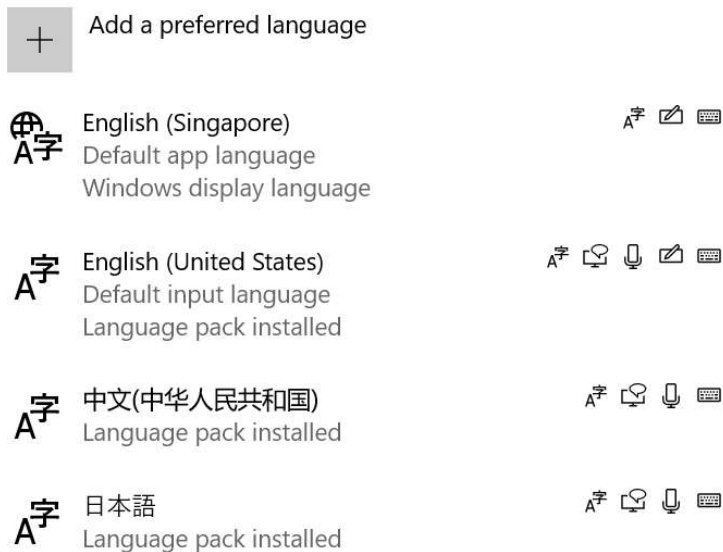 Add a preferred language
English (Singapore)
Default app language
Windows display language
English (United States)
Default input language
Language pack installed
中文(中华人民共和国)
Language pack installed
日本語
Language pack installed